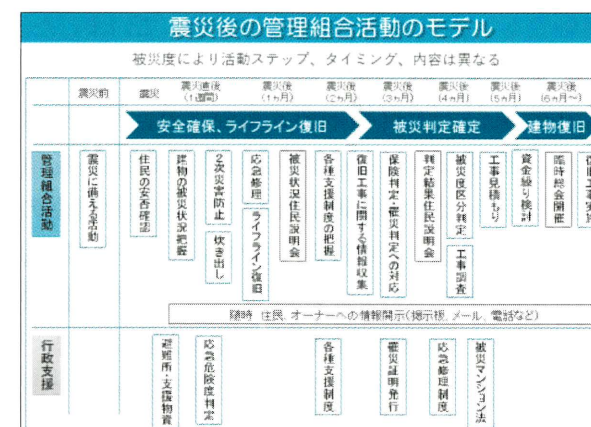 震災後の管理組合活動のモデル
被災度により活動ステップ、タイミング、内容は異なる
震災前
震災
震災直後
(1週間)
震災後
(1ヵ月)
震災後
(2ヵ月)
震災後
(3ヵ月)
震災後
(4ヵ月)
震災後
(5ヵ月)
震災後
(6ヵ月〜)
安全確保、ライフライン復旧
被災判定確定
建物復旧
管理組合活動
震災に備える活動
住民の安否確認
建物の被災状況把握
2次災害防止
炊き出し
応急修理
ライフライン復旧
被災状況住民説明会
各種支援制度の把握
復旧工事に関する情報収集
保険判定・罹災判定への対応
判定結果住民説明会
被災度区分判定
工事調査
工事見積もり
資金繰り検討
臨時総会開催
復旧工事実施
随時 住民、オーナーへの情報開示(掲示板、メール、電話など)
行政支援
避難所・支援物資
応急危険度判定
各種支援制度
罹災証明発行
応急修理制度
被災マンション法